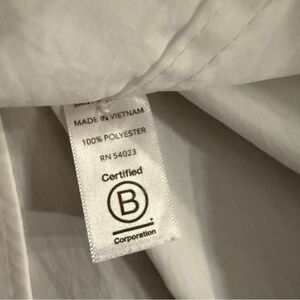 MADE IN VIETNAM
100% POLYESTER
RN 54023
Certified
B
Corporation